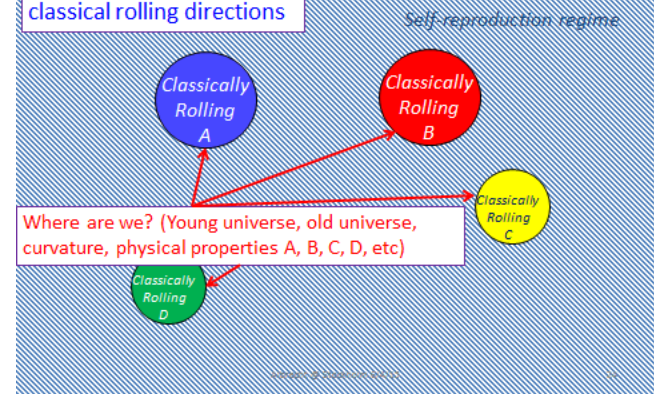 classical rolling directions
Self-reproduction regime
Classically
Rolling
A
Classically
Rolling
B
Classically
Rolling
C
Where are we? (Young universe, old universe,
curvature, physical properties A, B, C, D, etc)
Classically
Rolling
D